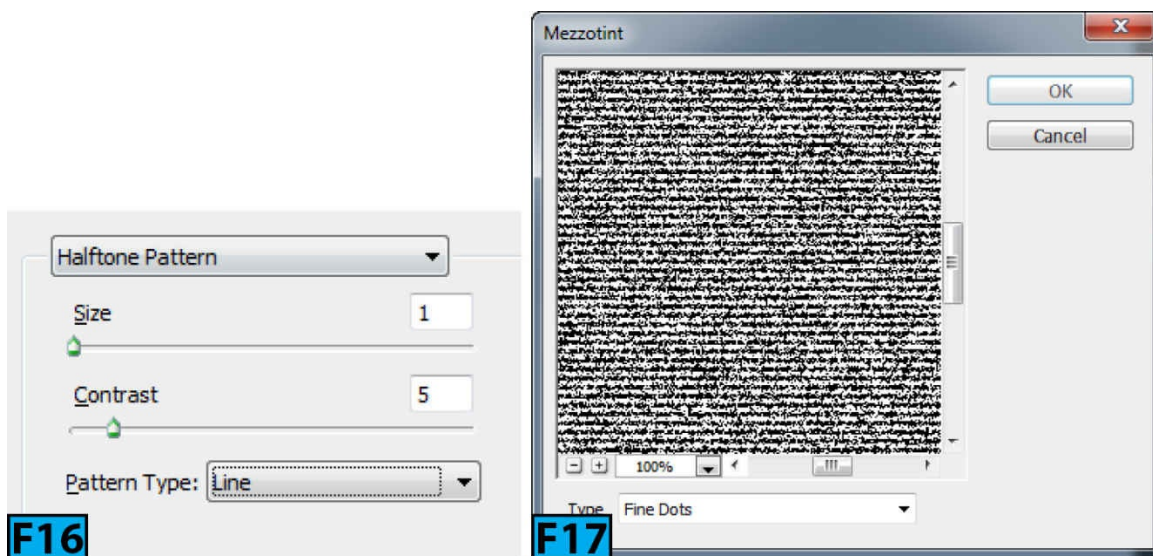 Halftone Pattern
Size 1
Contrast 5
Pattern Type: Line
F16
Mezzotint
OK
Cancel
100%
Type Fine Dots
F17